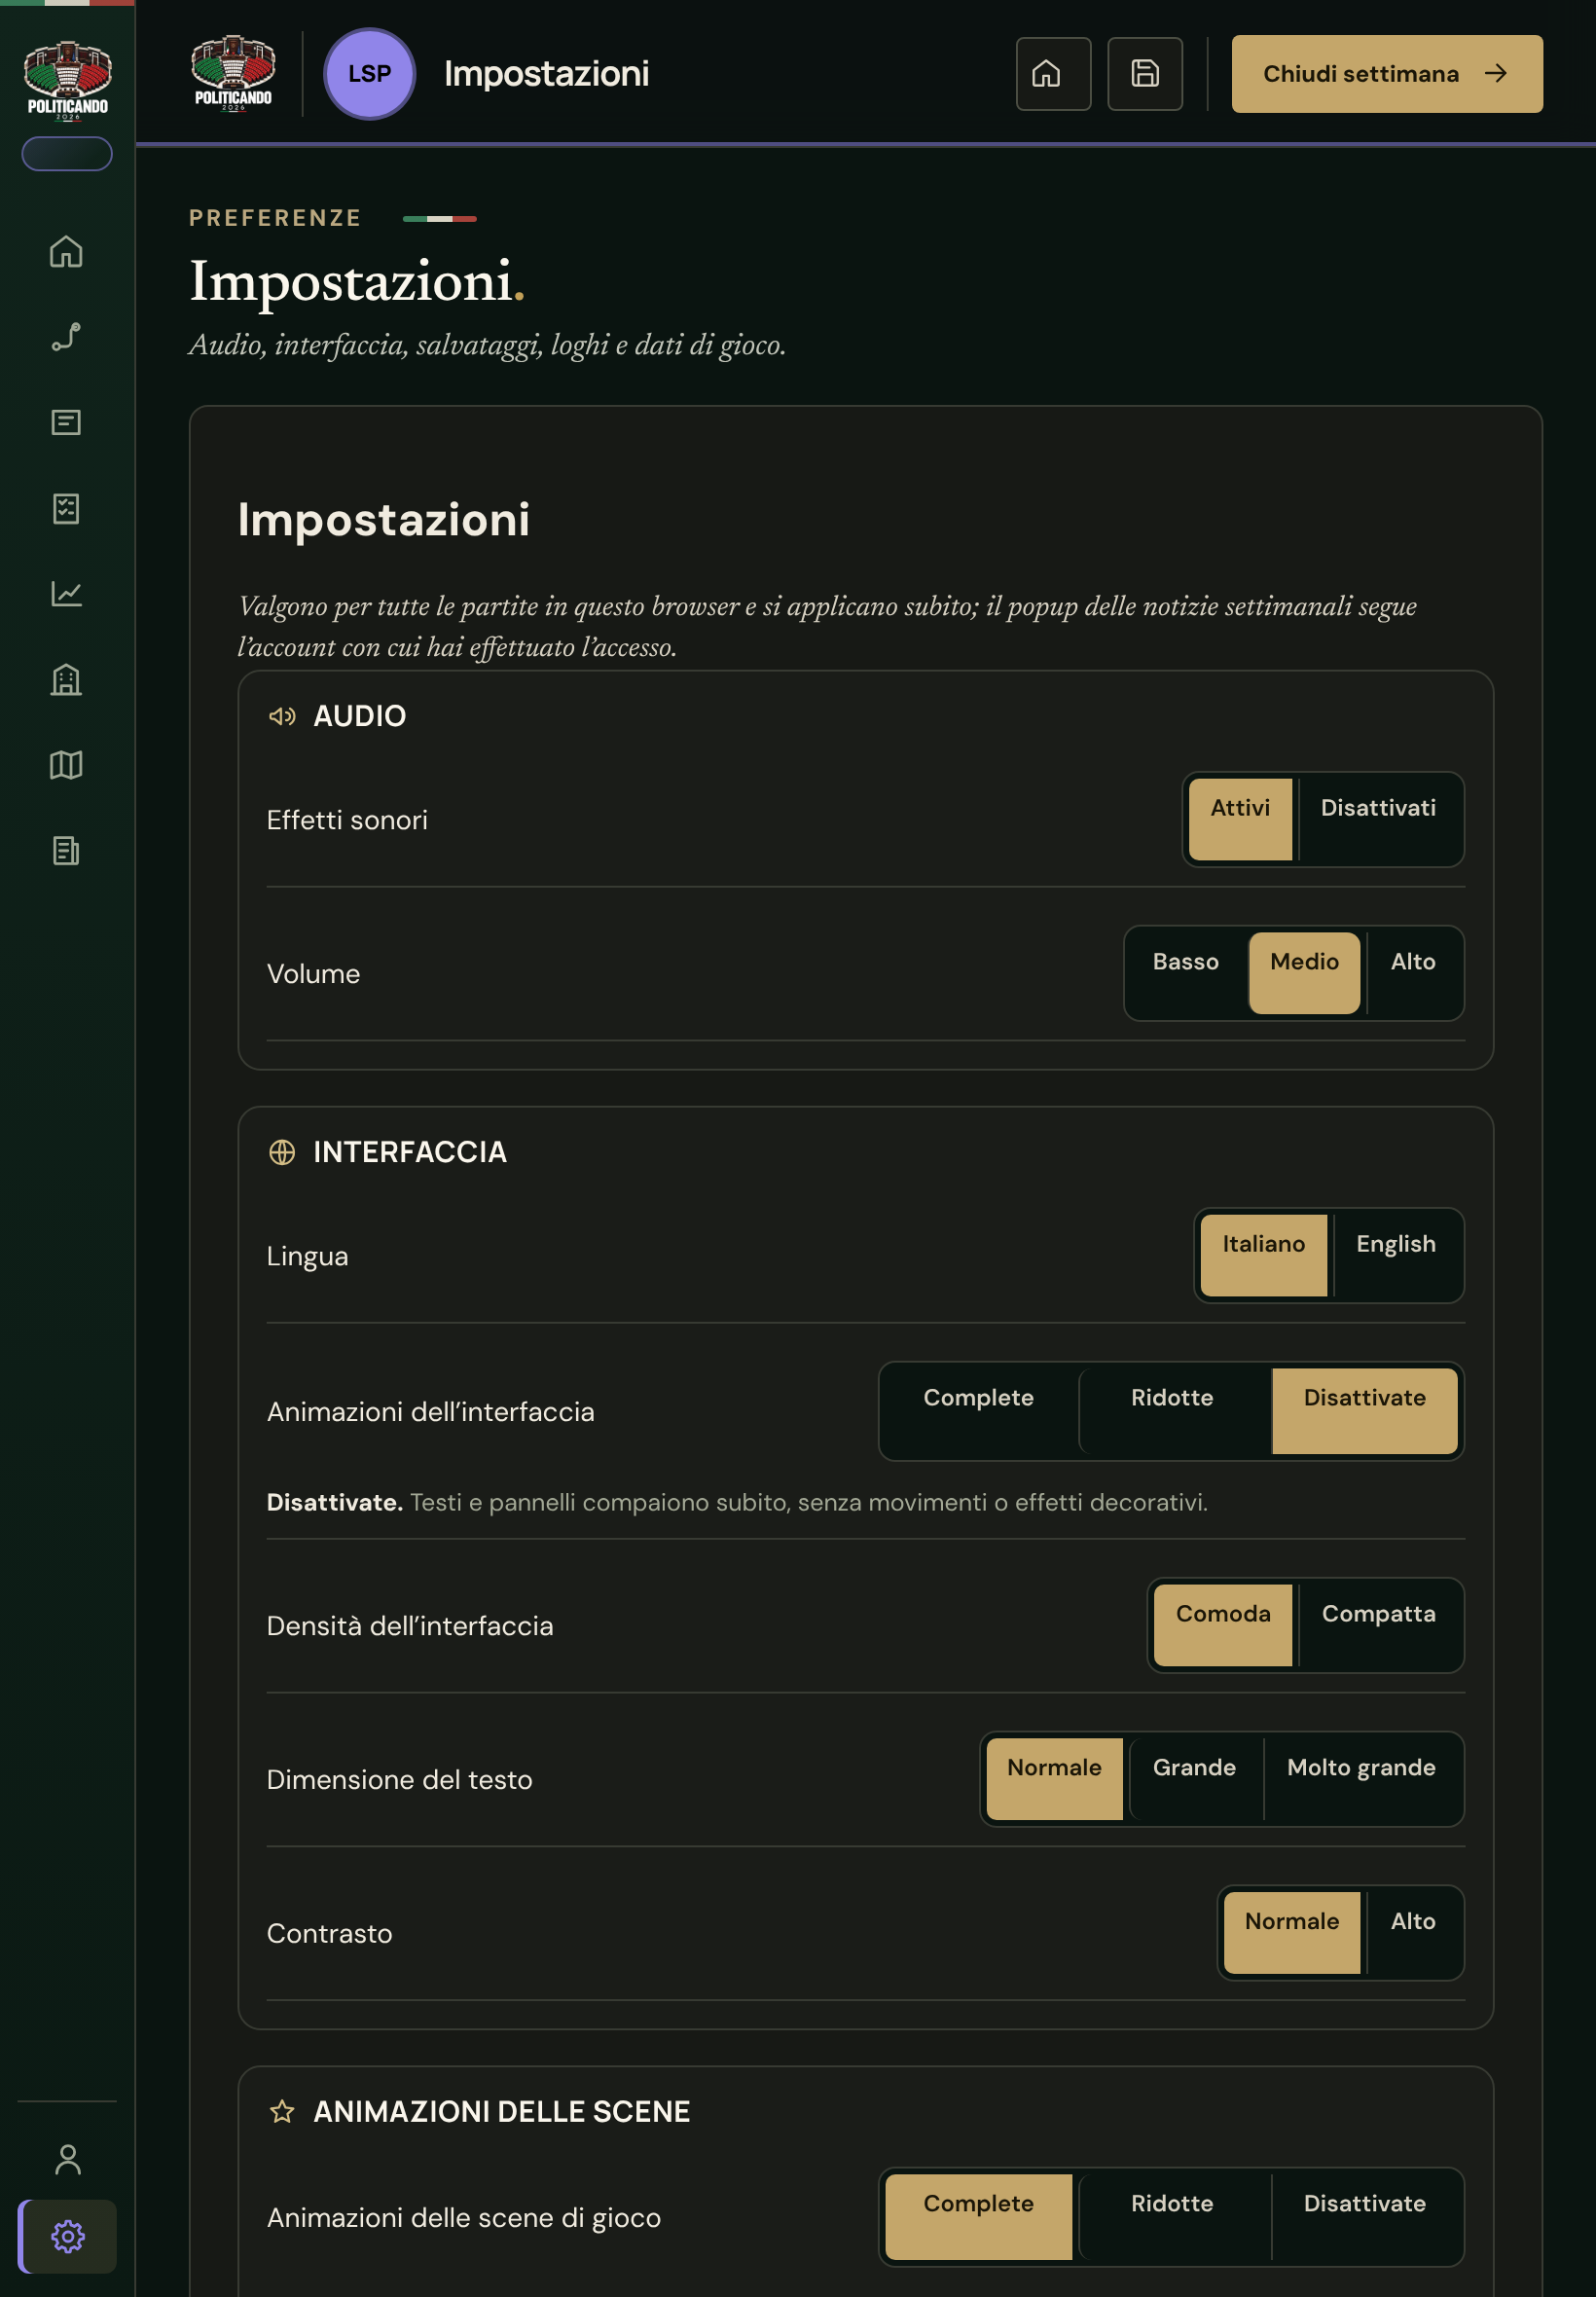 POLITICANDO
2026
POLITICANDO
2026
LSP
Impostazioni
Chiudi settimana
PREFERENZE
Impostazioni.
Audio, interfaccia, salvataggi, loghi e dati di gioco.
Impostazioni
Valgono per tutte le partite in questo browser e si applicano subito; il popup delle notizie settimanali segue
l’account con cui hai effettuato l’accesso.
AUDIO
Effetti sonori
Attivi
Disattivati
Volume
Basso
Medio
Alto
INTERFACCIA
Lingua
Italiano
English
Animazioni dell’interfaccia
Complete
Ridotte
Disattivate
Disattivate. Testi e pannelli compaiono subito, senza movimenti o effetti decorativi.
Densità dell’interfaccia
Comoda
Compatta
Dimensione del testo
Normale
Grande
Molto grande
Contrasto
Normale
Alto
ANIMAZIONI DELLE SCENE
Animazioni delle scene di gioco
Complete
Ridotte
Disattivate